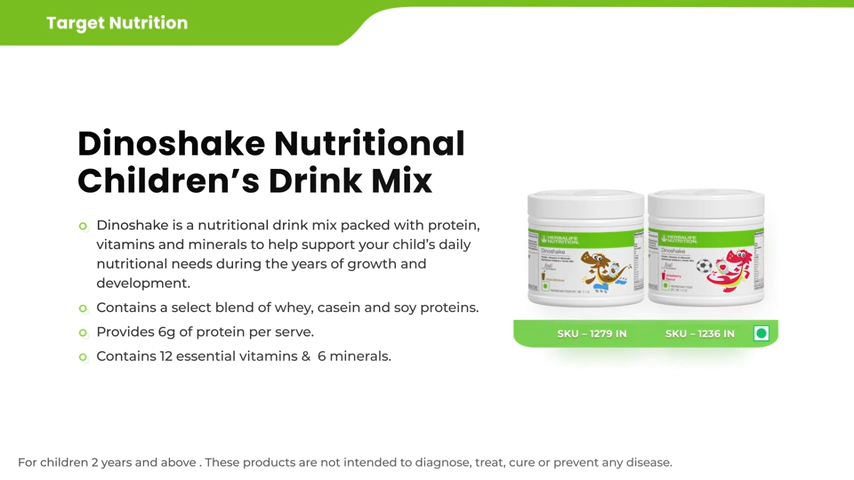 Target Nutrition
Dinoshake Nutritional
Children's Drink Mix
Dinoshake is a nutritional drink mix packed with protein,
vitamins and minerals to help support your child's daily
nutritional needs during the years of growth and
development.
Contains a select blend of whey, casein and soy proteins.
Provides 6g of protein per serve.
Contains 12 essential vitamins &  6 minerals.
HERBALIFE
NUTRITION
Dinoshake
HERBALIFE
NUTRITION
Dinoshake
SKU – 1279 IN
SKU – 1236 IN
For children 2 years and above . These products are not intended to diagnose, treat, cure or prevent any disease.